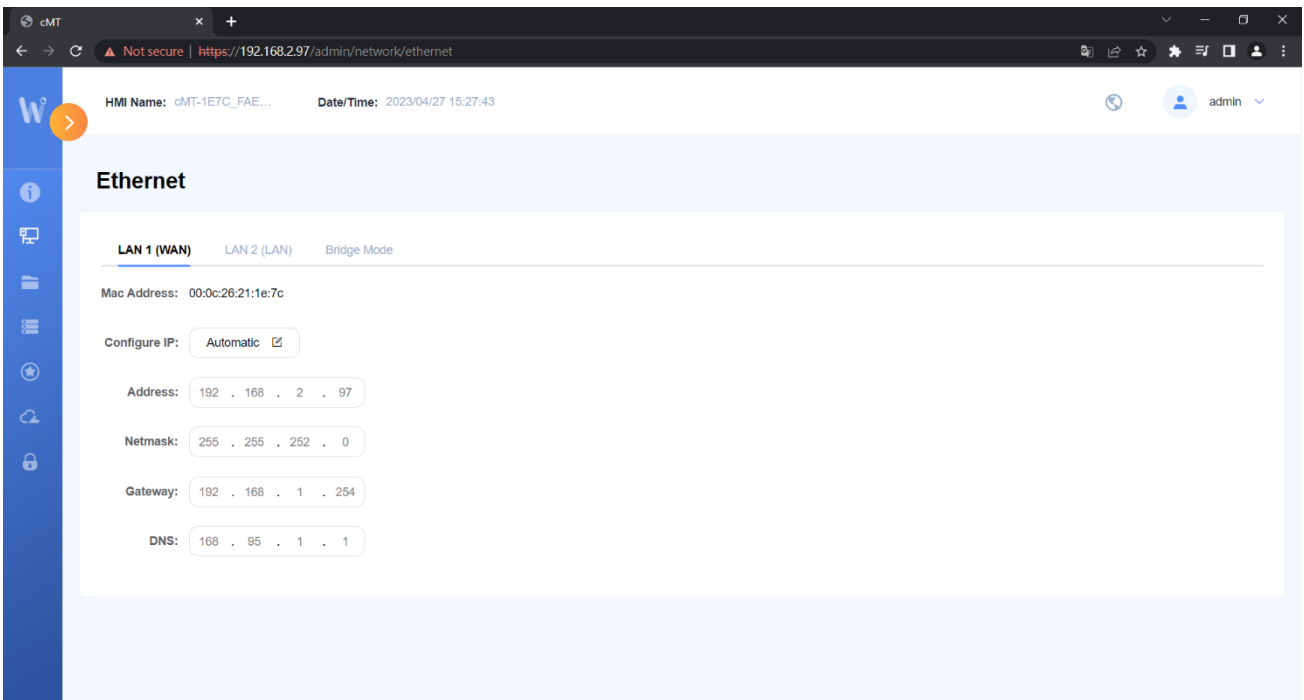 cMT
Not secure | https://192.168.2.97/admin/network/ethernet
HMI Name: cMT-1E7C_FAE... Date/Time: 2023/04/27 15:27:43 admin
Ethernet
LAN 1 (WAN) LAN 2 (LAN) Bridge Mode
Mac Address: 00:0c:26:21:1e:7c
Configure IP: Automatic
Address: 192 . 168 . 2 . 97
Netmask: 255 . 255 . 252 . 0
Gateway: 192 . 168 . 1 . 254
DNS: 168 . 95 . 1 . 1